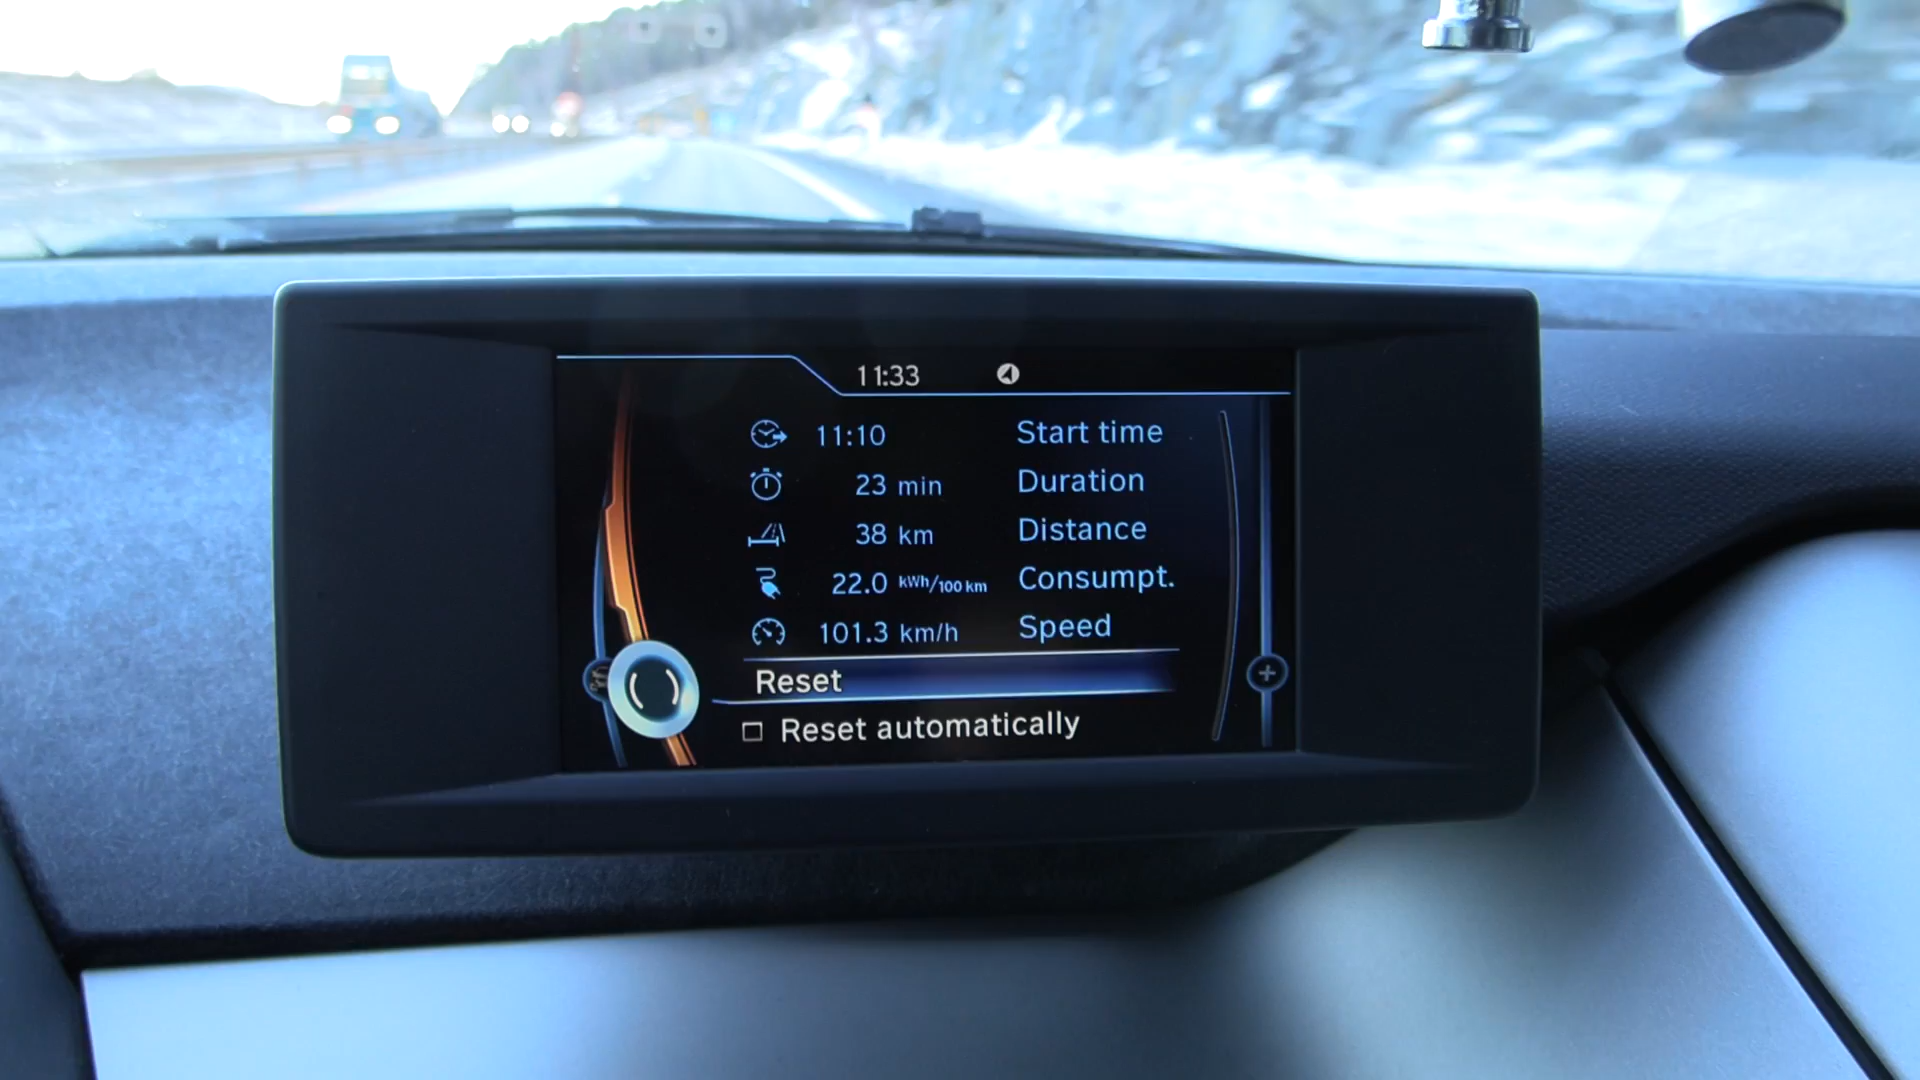 11:33
11:10 Start time
23 min Duration
38 km Distance
22.0 kWh/100 km Consumpt.
101.3 km/h Speed
Reset
Reset automatically